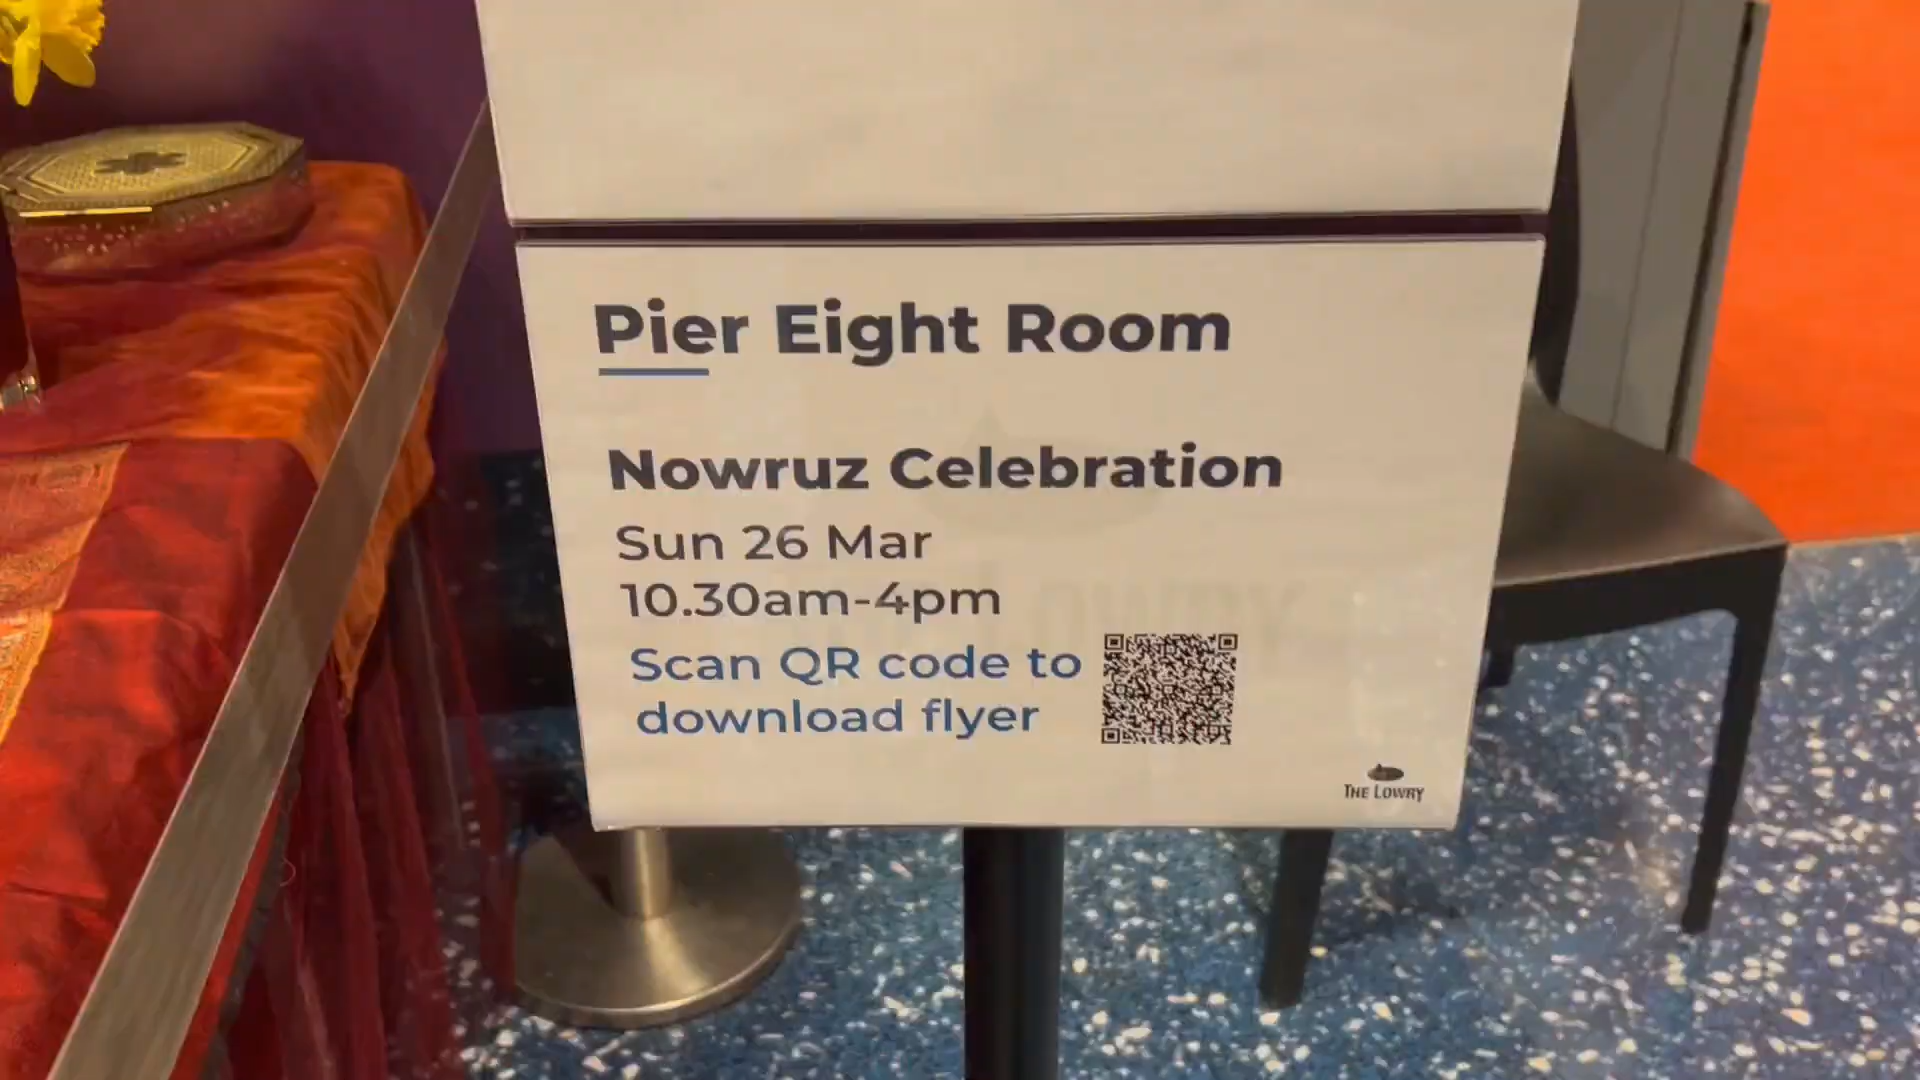 Pier Eight Room
Nowruz Celebration
Sun 26 Mar
10.30am-4pm
Scan QR code to
download flyer
THE LOWRY